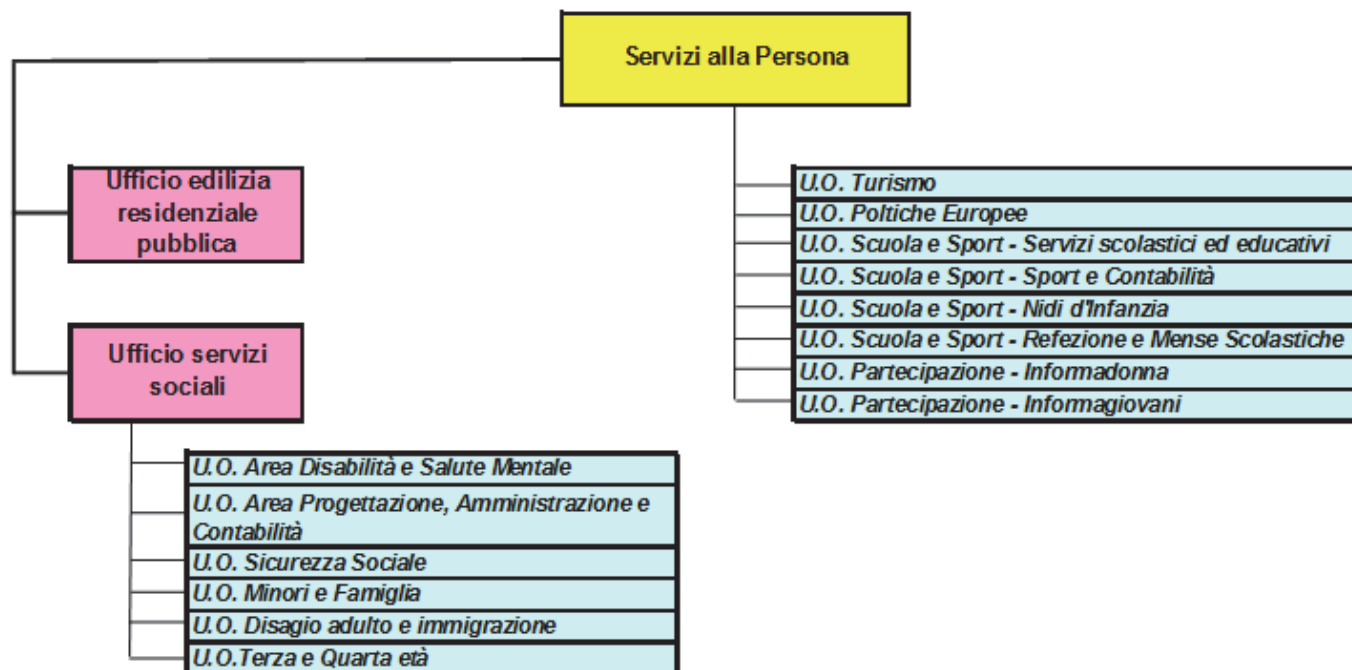 Servizi alla Persona
Ufficio edilizia
residenziale
pubblica
Ufficio servizi
sociali
U.O. Turismo
U.O. Poltiche Europee
U.O. Scuola e Sport - Servizi scolastici ed educativi
U.O. Scuola e Sport - Sport e Contabilità
U.O. Scuola e Sport - Nidi d'Infanzia
U.O. Scuola e Sport - Refezione e Mense Scolastiche
U.O. Partecipazione - Informadonna
U.O. Partecipazione - Informagiovani
U.O. Area Disabilità e Salute Mentale
U.O. Area Progettazione, Amministrazione e
Contabilità
U.O. Sicurezza Sociale
U.O. Minori e Famiglia
U.O. Disagio adulto e immigrazione
U.O.Terza e Quarta età